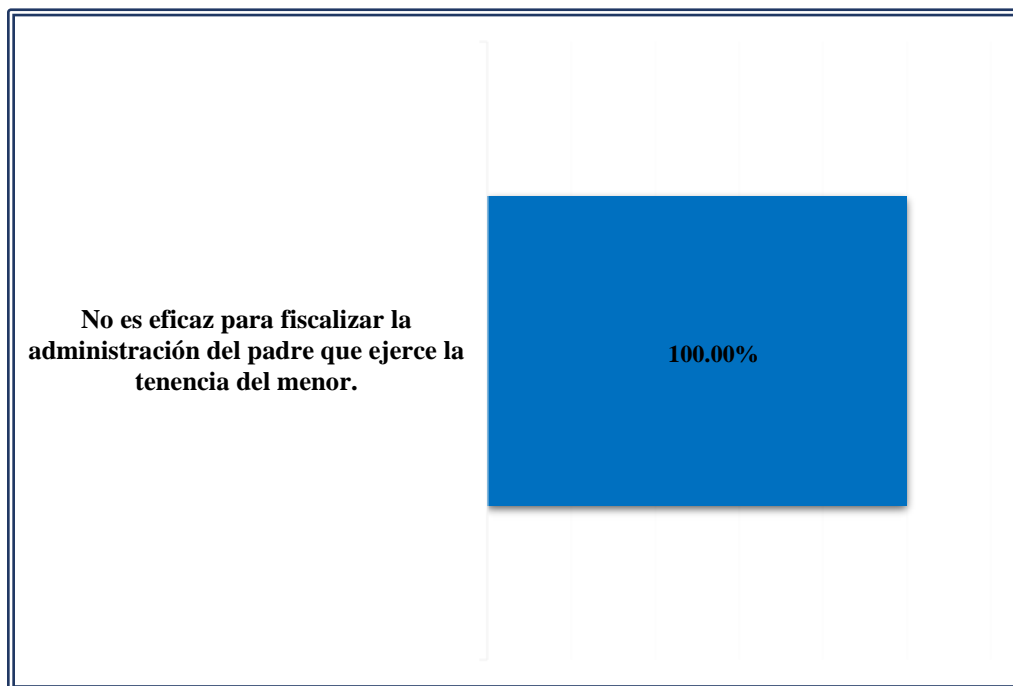 No es eficaz para fiscalizar la
administración del padre que ejerce la
tenencia del menor.
100.00%